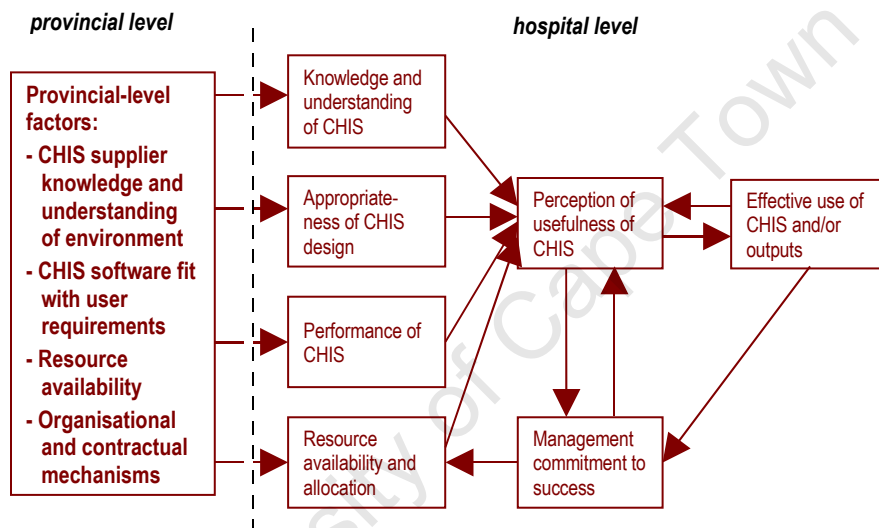 provincial level
hospital level
Provincial-level
factors:
- CHIS supplier
knowledge and
understanding
of environment
- CHIS software fit
with user
requirements
- Resource
availability
- Organisational
and contractual
mechanisms
Knowledge and
understanding
of CHIS
Appropriate-
ness of CHIS
design
Performance of
CHIS
Resource
availability and
allocation
Perception of
usefulness of
CHIS
Management
commitment to
success
Effective use of
CHIS and/or
outputs
sity of Cape Town